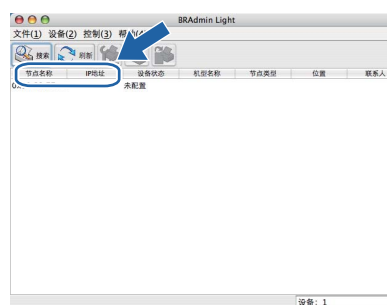 BRAdmin Light
文件(1) 设备(2) 控制(3)
搜索 刷新
节点名称 IP地址 设备状态 机型名称 节点类型 位置 联系人
未配置
设备: 1